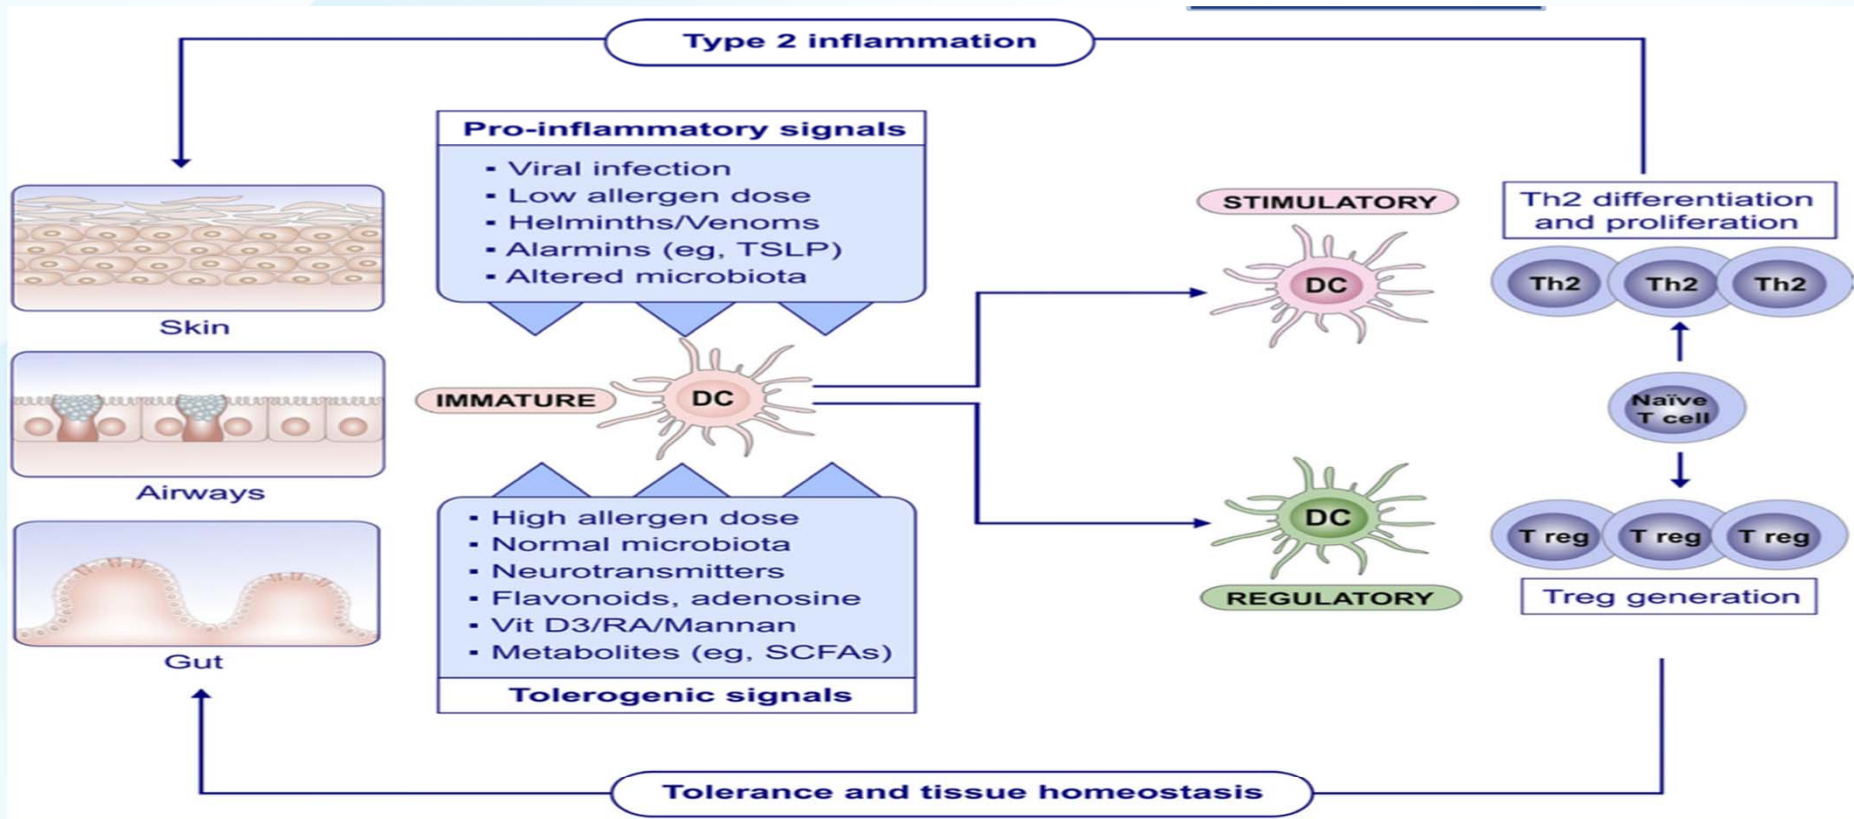 Type 2 inflammation
Pro-inflammatory signals
▪ Viral infection
▪ Low allergen dose
▪ Helminths/Venoms
▪ Alarmins (eg, TSLP)
▪ Altered microbiota
Skin
Airways
Gut
IMMATURE
DC
▪ High allergen dose
▪ Normal microbiota
▪ Neurotransmitters
▪ Flavonoids, adenosine
▪ Vit D3/RA/Mannan
▪ Metabolites (eg, SCFAs)
Tolerogenic signals
STIMULATORY
DC
DC
REGULATORY
Th2 differentiation
and proliferation
Th2 Th2 Th2
Naïve
T cell
T reg T reg T reg
Treg generation
Tolerance and tissue homeostasis